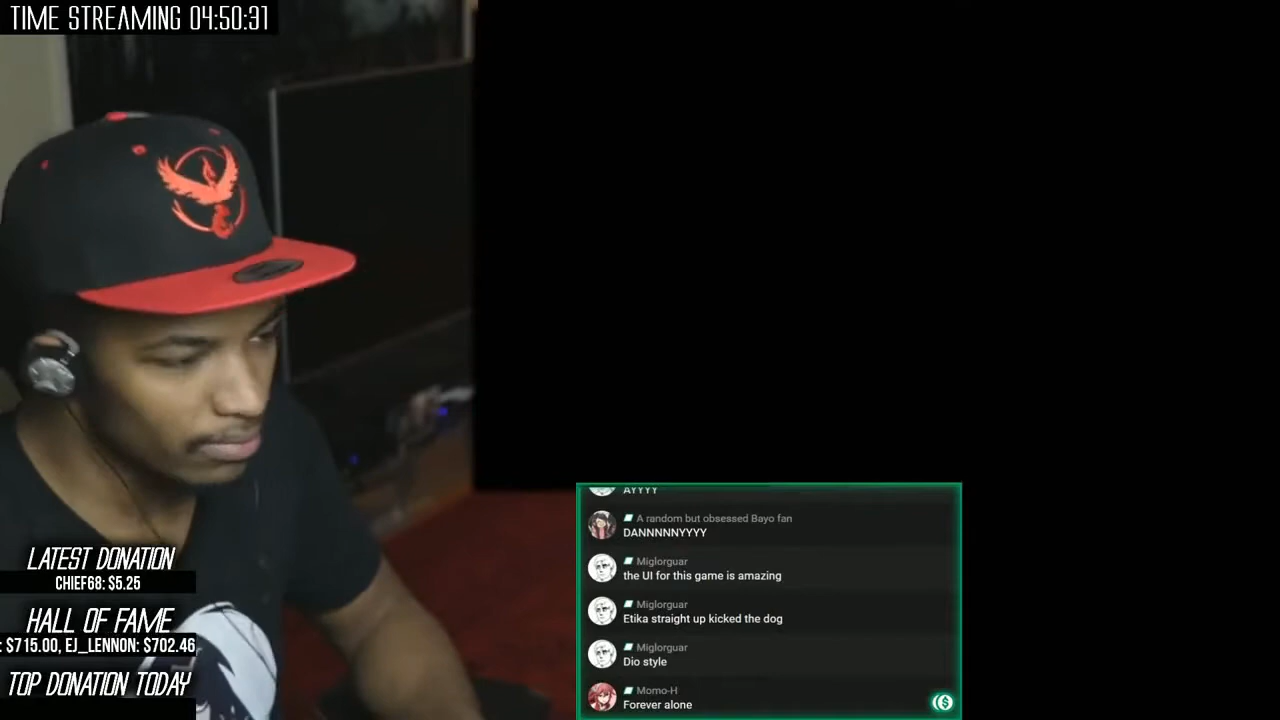 TIME STREAMING 04:50:31
AYYYY
A random but obsessed Bayo fan
DANNNNNYYYY
Miglorguar
the UI for this game is amazing
Miglorguar
Etika straight up kicked the dog
Miglorguar
Dio style
Momo-H
Forever alone
LATEST DONATION
CHIEF68: $5.25
HALL OF FAME
: $715.00, EJ_LENNON: $702.46
TOP DONATION TODAY